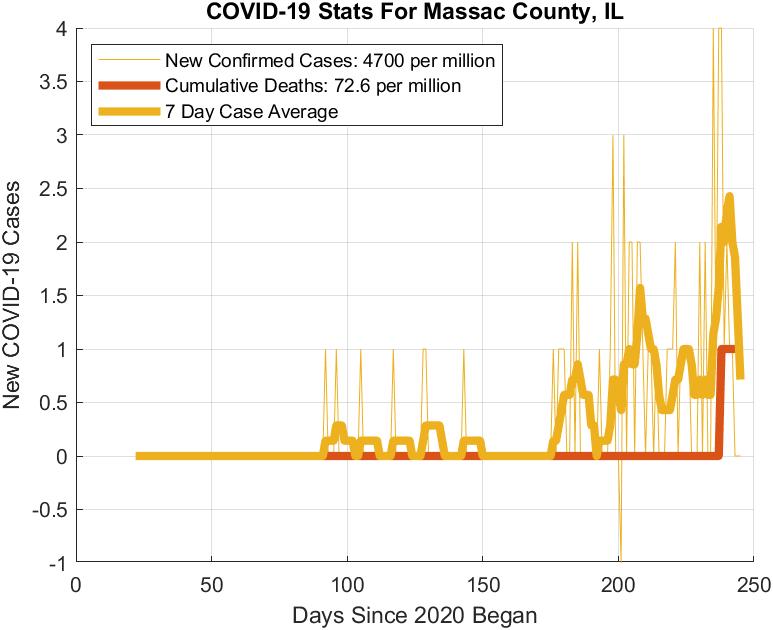 COVID-19 Stats For Massac County, IL
New Confirmed Cases: 4700 per million
Cumulative Deaths: 72.6 per million
7 Day Case Average
New COVID-19 Cases
4
3.5
3
2.5
2
1.5
1
0.5
0
-0.5
-1
0 50 100 150 200 250
Days Since 2020 Began